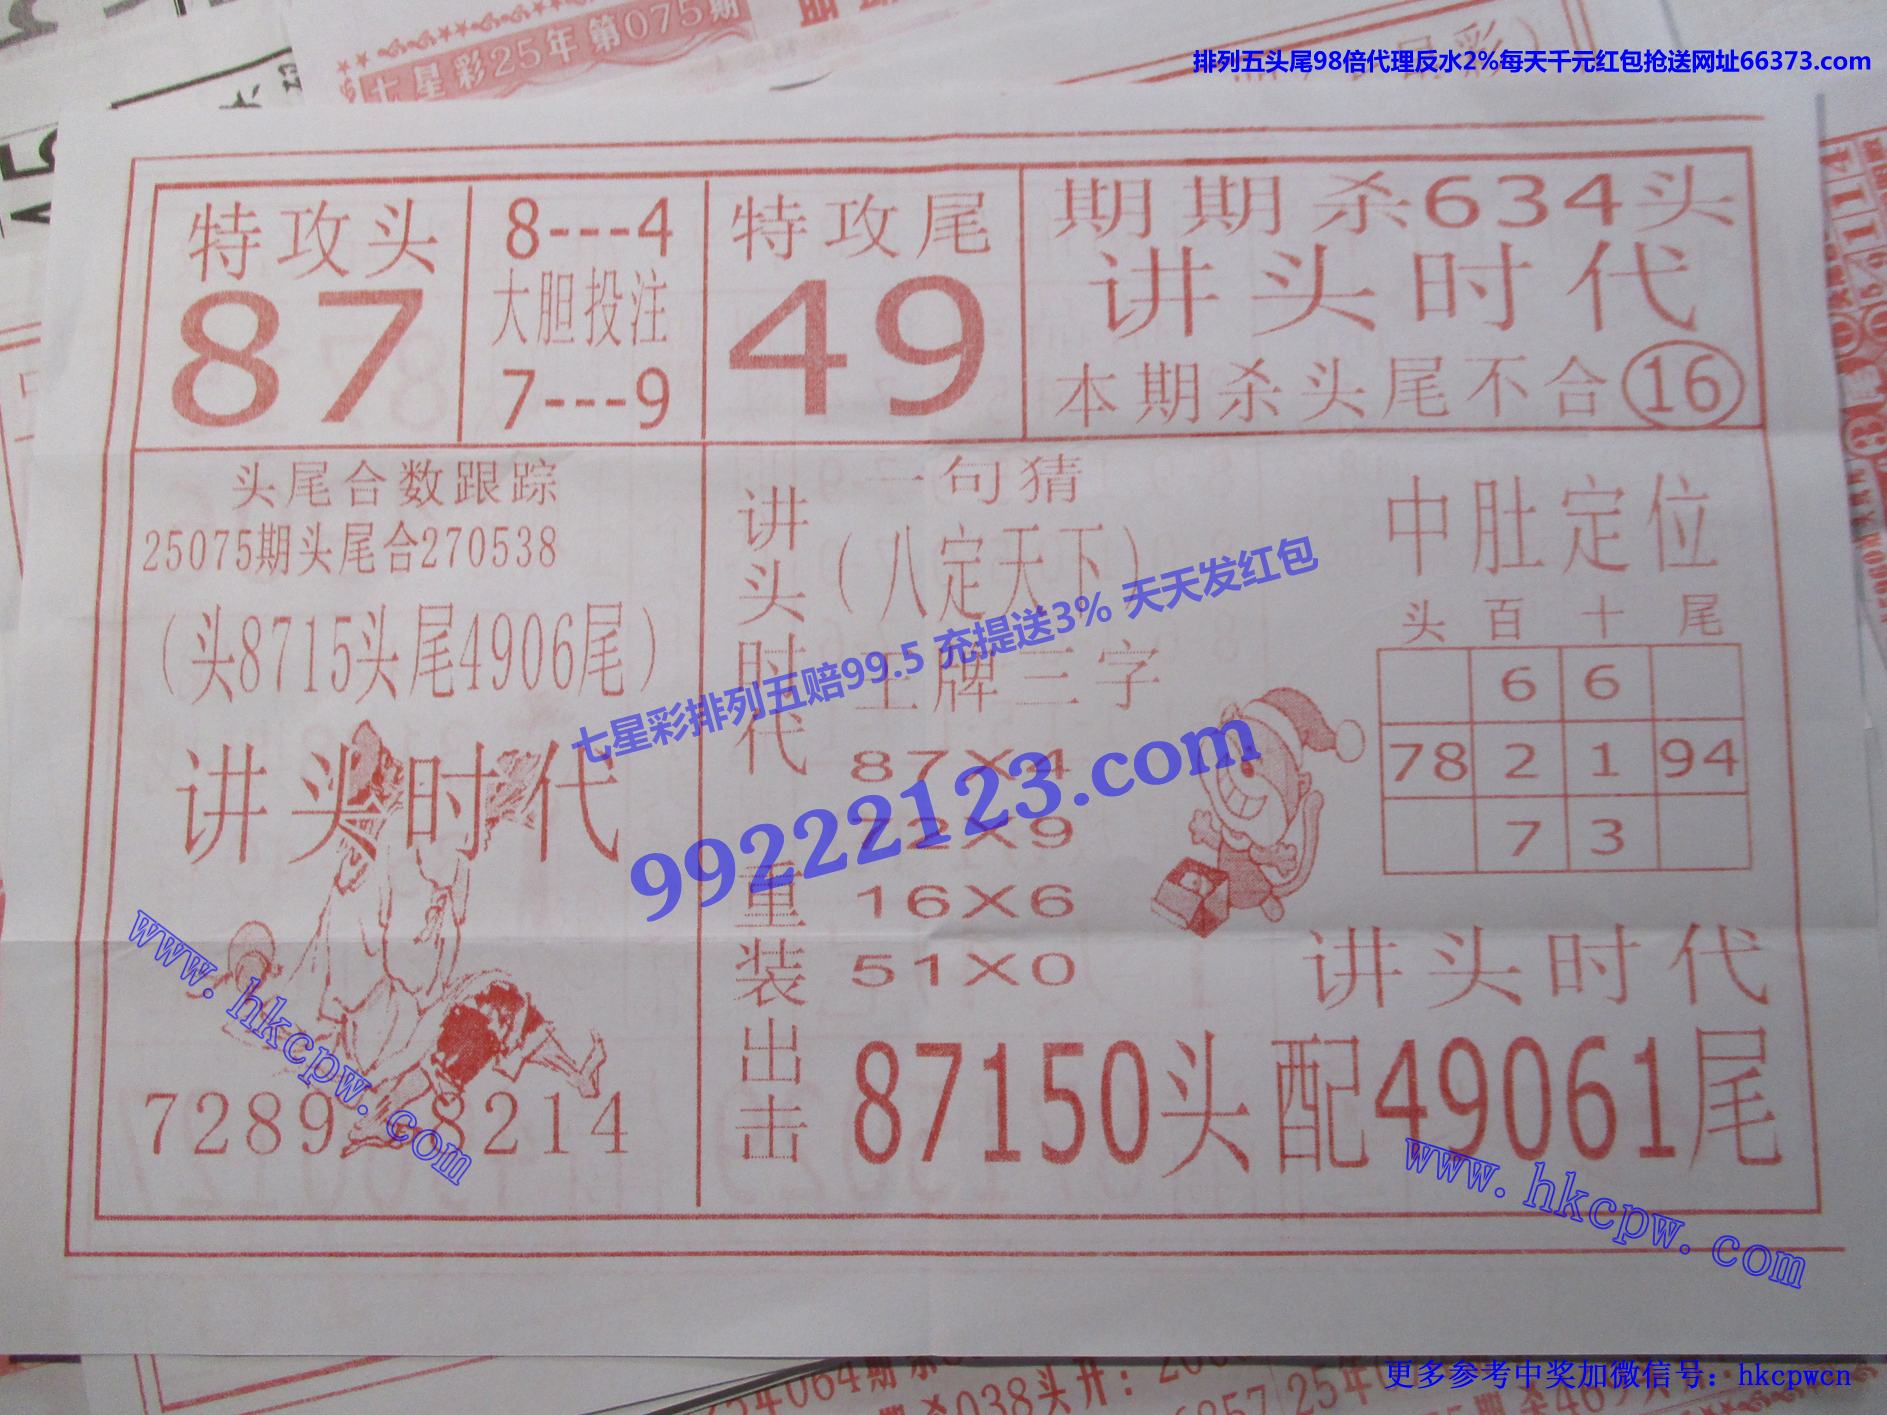 七星彩25年第075期
排列五头尾98倍代理反水2%每天千元红包抢送网址66373.com
特攻头
87
8---4
大胆投注
7---9
特攻尾
49
期期杀634头
讲头时代
本期杀头尾不合16
头尾合数跟踪
25075期头尾合270538
（头8715头尾4906尾）
讲头时代
7289 8214
讲头时代重装出击
一句猜
（八定天下）
王牌三字
87X4
72X9
16X6
51X0
中肚定位
头 百 十 尾
6 6
78 2 1 94
7 3
讲头时代
87150头配49061尾
七星彩排列五赔99.5 充提送3% 天天发红包
99222123.com
www.hkcpw.com
www.hkcpw.com
更多参考中奖加微信号：hkcpwcn